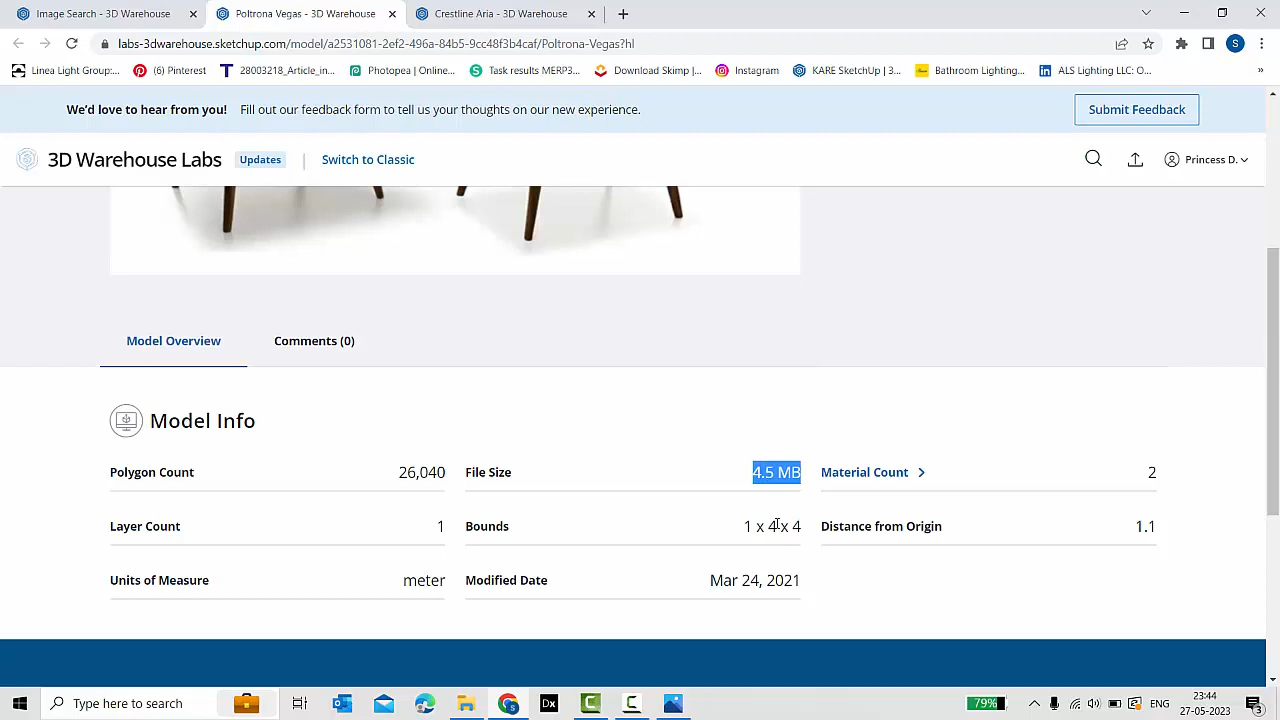 Image Search - 3D Warehouse
Poltrona Vegas - 3D Warehouse
Crestline Aria - 3D Warehouse
labs-3dwarehouse.sketchup.com/model/a2531081-2ef2-496a-84b5-9cc48f3b4caf/Poltrona-Vegas?hl
S
Linea Light Group:...
(6) Pinterest
28003218_Article_in...
Photopea | Online...
Task results MERP3...
Download Skimp |...
Instagram
KARE SketchUp | 3...
Bathroom Lighting...
ALS Lighting LLC: O...
»
We'd love to hear from you! Fill out our feedback form to tell us your thoughts on our new experience.
Submit Feedback
3D Warehouse Labs
Updates
Switch to Classic
Princess D.
Model Overview
Comments (0)
Model Info
Polygon Count 26,040
File Size 4.5 MB
Material Count 2
Layer Count 1
Bounds 1 x 4 x 4
Distance from Origin 1.1
Units of Measure meter
Modified Date Mar 24, 2021
Type here to search
Dx
79%
ENG
23:44
27-05-2023
3